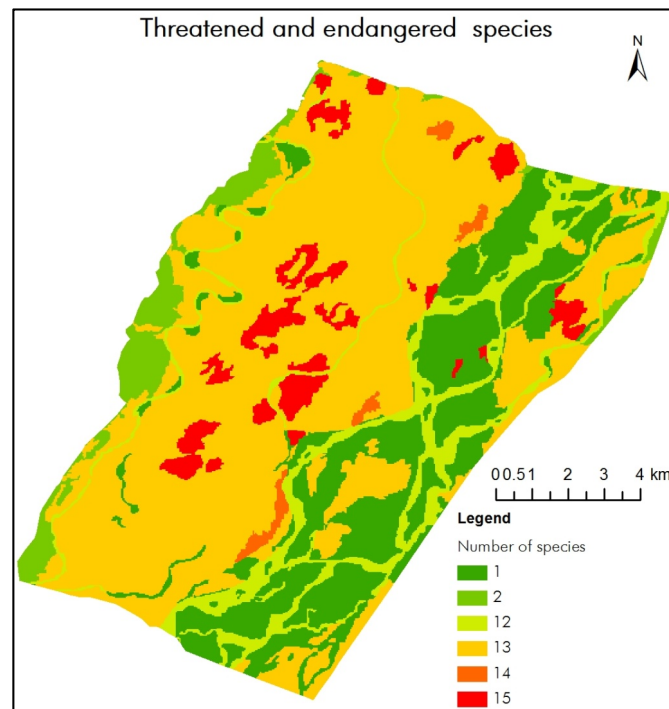 Threatened and endangered species
N
0 0.5 1 2 3 4 km
Legend
Number of species
1
2
12
13
14
15